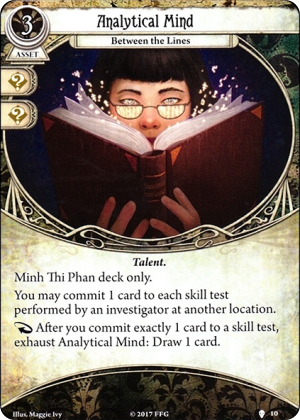 Analytical Mind
3
Between the Lines
ASSET
?
?
Talent.
Minh Thi Phan deck only.
You may commit 1 card to each skill test
performed by an investigator at another location.
After you commit exactly 1 card to a skill test,
exhaust Analytical Mind: Draw 1 card.
Illus. Maggie Ivy
© 2017 FFG
10